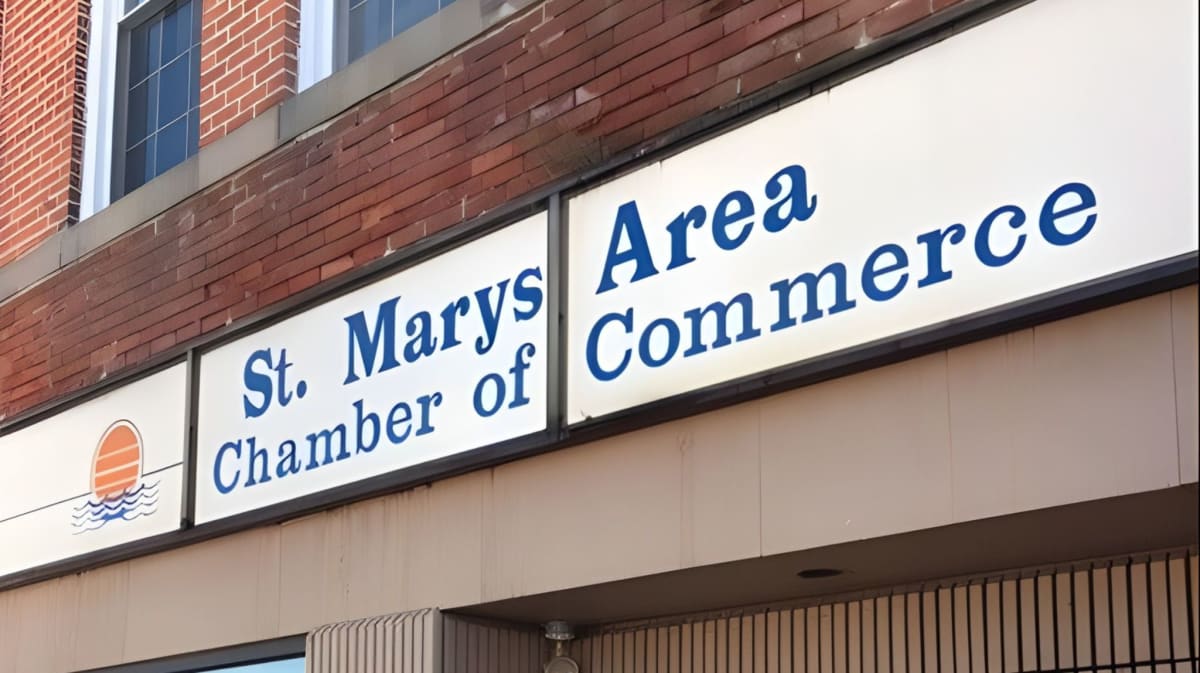 St. Marys Area
Chamber of Commerce